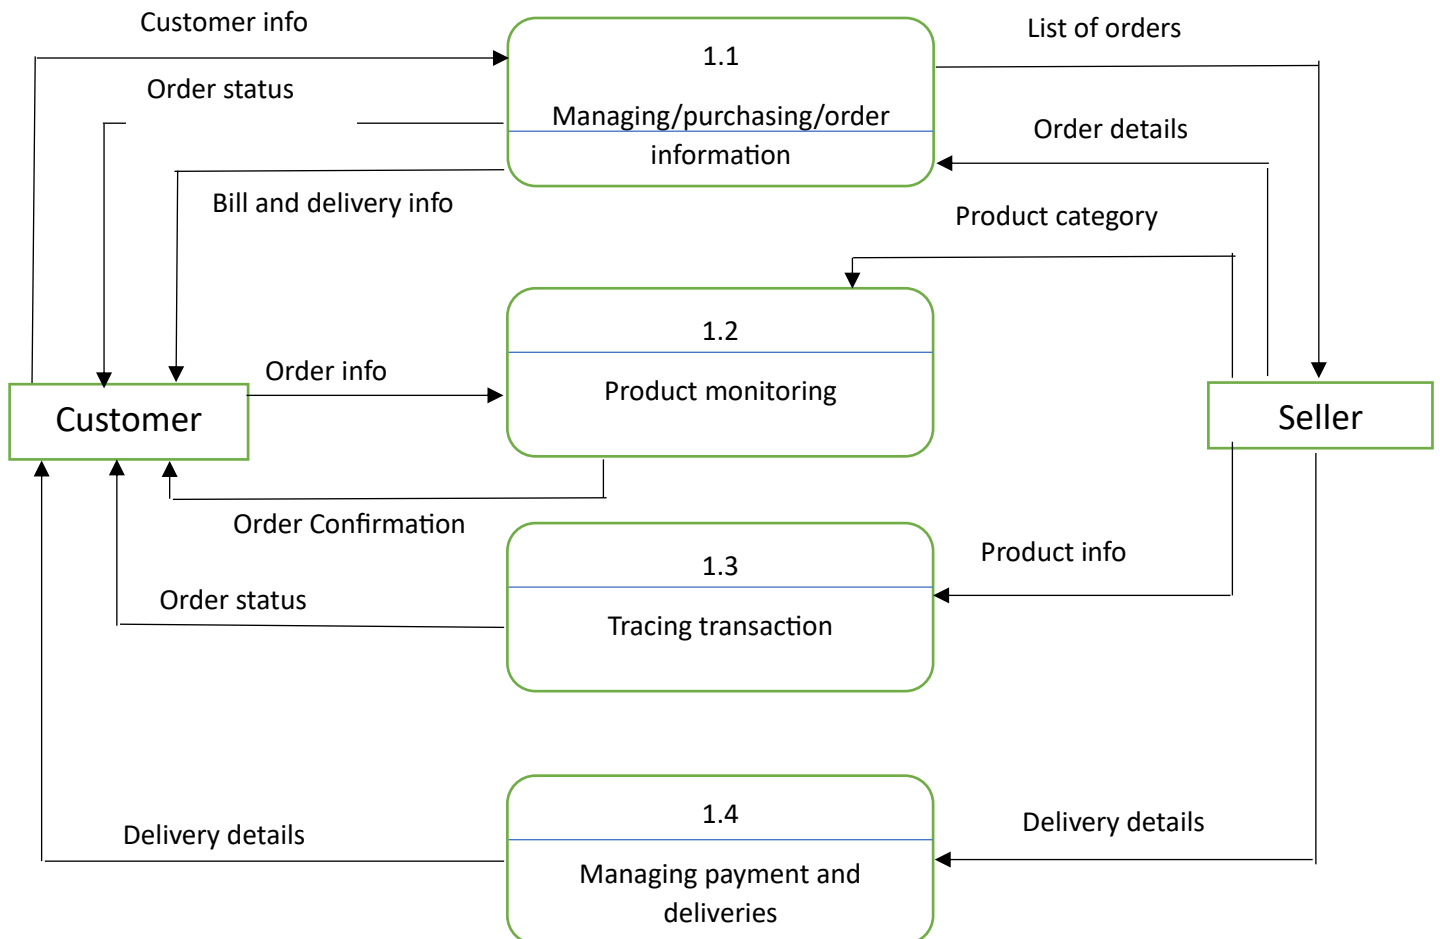 Customer info
List of orders
1.1
Order status
Managing/purchasing/order
information
Order details
Bill and delivery info
Product category
1.2
Order info
Product monitoring
Customer
Seller
Order Confirmation
1.3
Product info
Order status
Tracing transaction
1.4
Delivery details
Delivery details
Managing payment and
deliveries